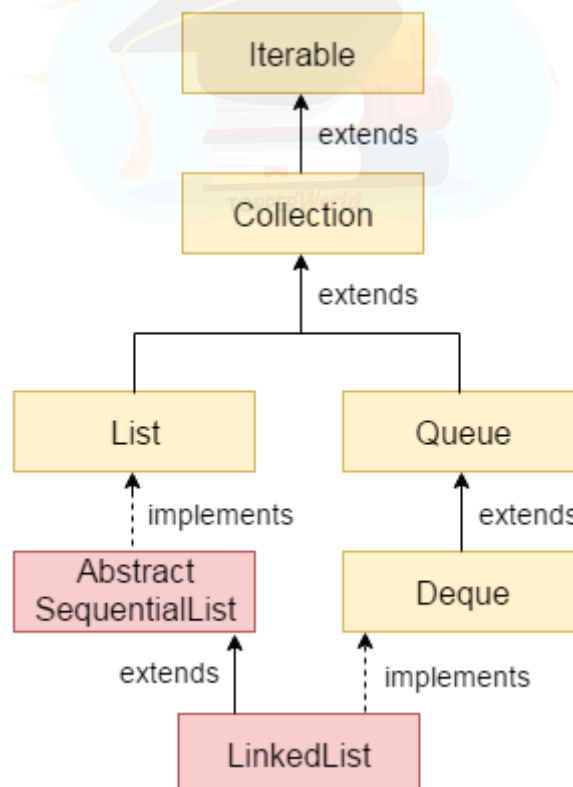 Iterable
extends
Collection
extends
List
Queue
implements
extends
Abstract
SequentialList
Deque
extends
implements
LinkedList